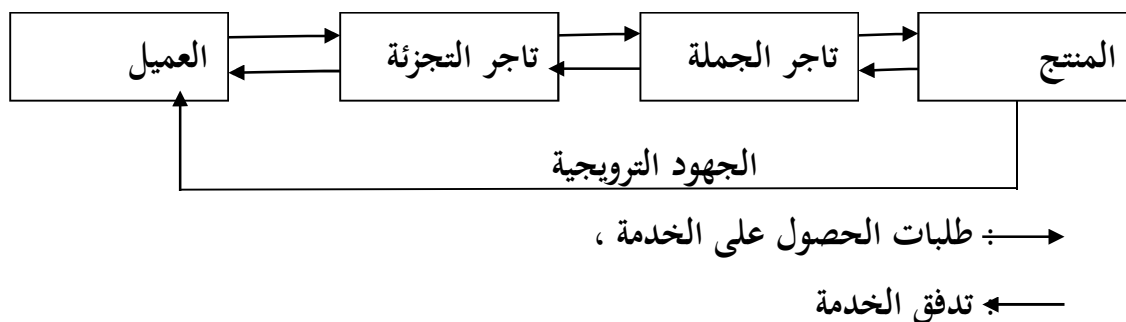 المنتج
تاجر الجملة
تاجر التجزئة
العميل
الجهود الترويجية
: طلبات الحصول على الخدمة ،
: تدفق الخدمة